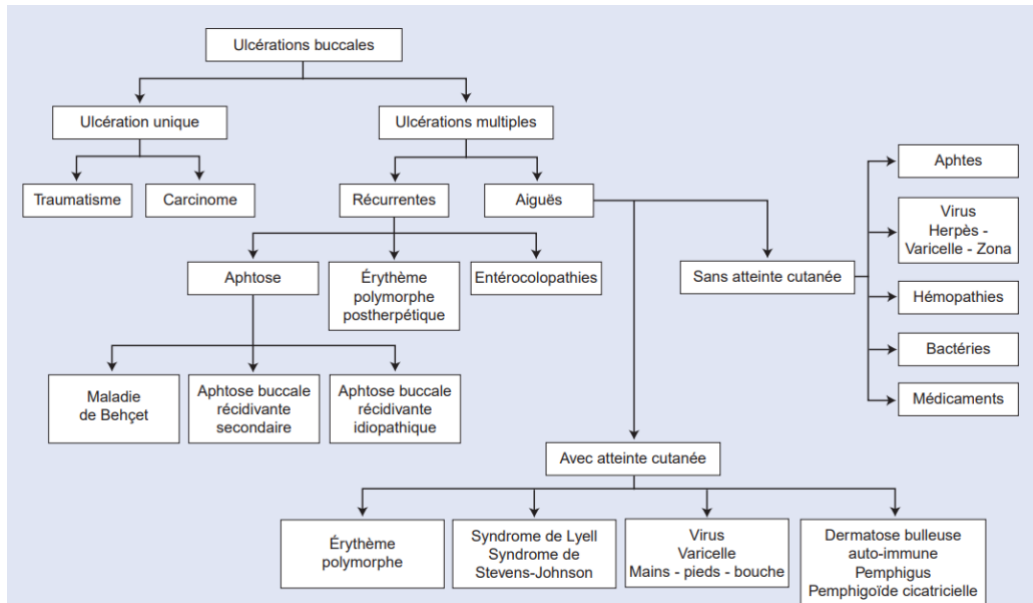 Ulcérations buccales
Ulcération unique
Ulcérations multiples
Traumatisme
Carcinome
Récurrentes
Aiguës
Aphtes
Virus
Herpès -
Varicelle - Zona
Aphtose
Érythème
polymorphe
postherpétique
Entérocolopathies
Sans atteinte cutanée
Hémopathies
Bactéries
Médicaments
Maladie
de Behçet
Aphtose buccale
récidivante
secondaire
Aphtose buccale
récidivante
idiopathique
Avec atteinte cutanée
Érythème
polymorphe
Syndrome de Lyell
Syndrome de
Stevens-Johnson
Virus
Varicelle
Mains - pieds - bouche
Dermatose bulleuse
auto-immune
Pemphigus
Pemphigoïde cicatricielle